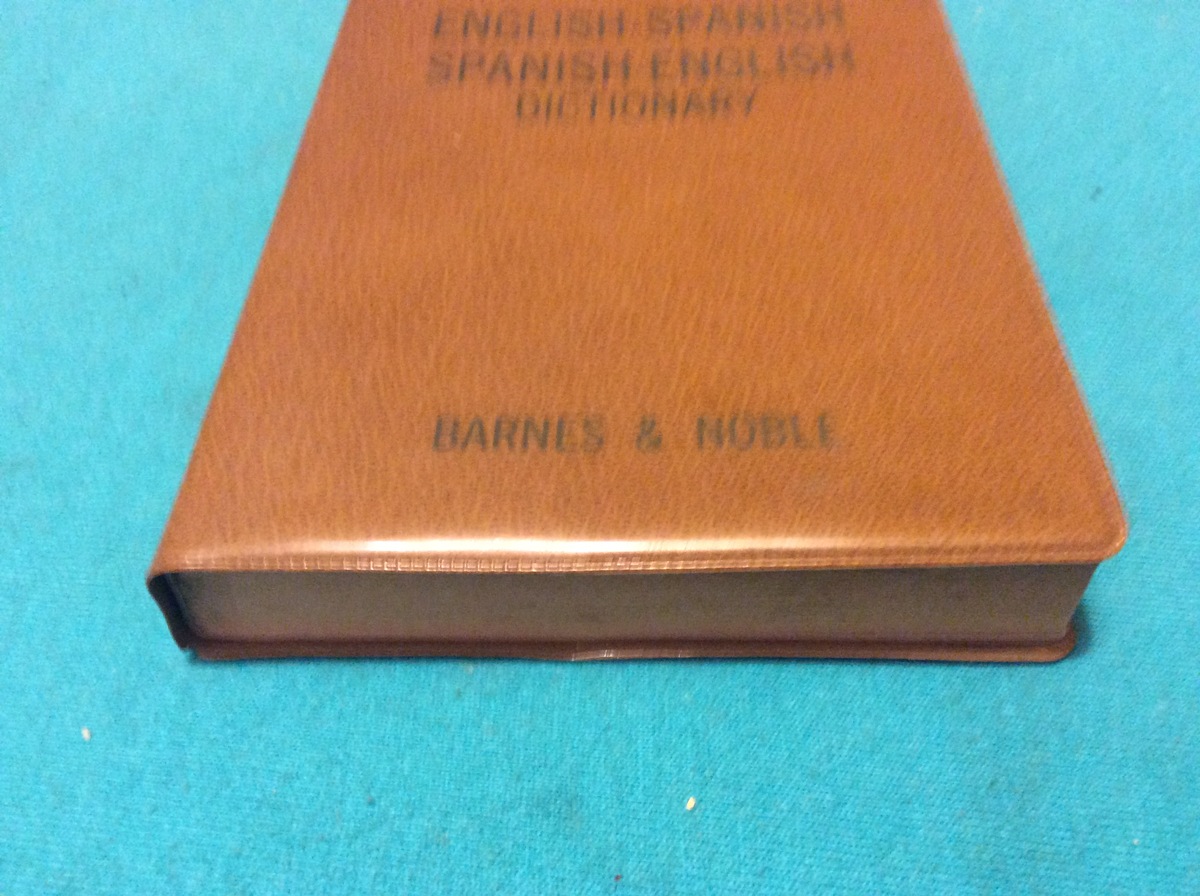 ENGLISH-SPANISH
SPANISH-ENGLISH
DICTIONARY
BARNES & NOBLE